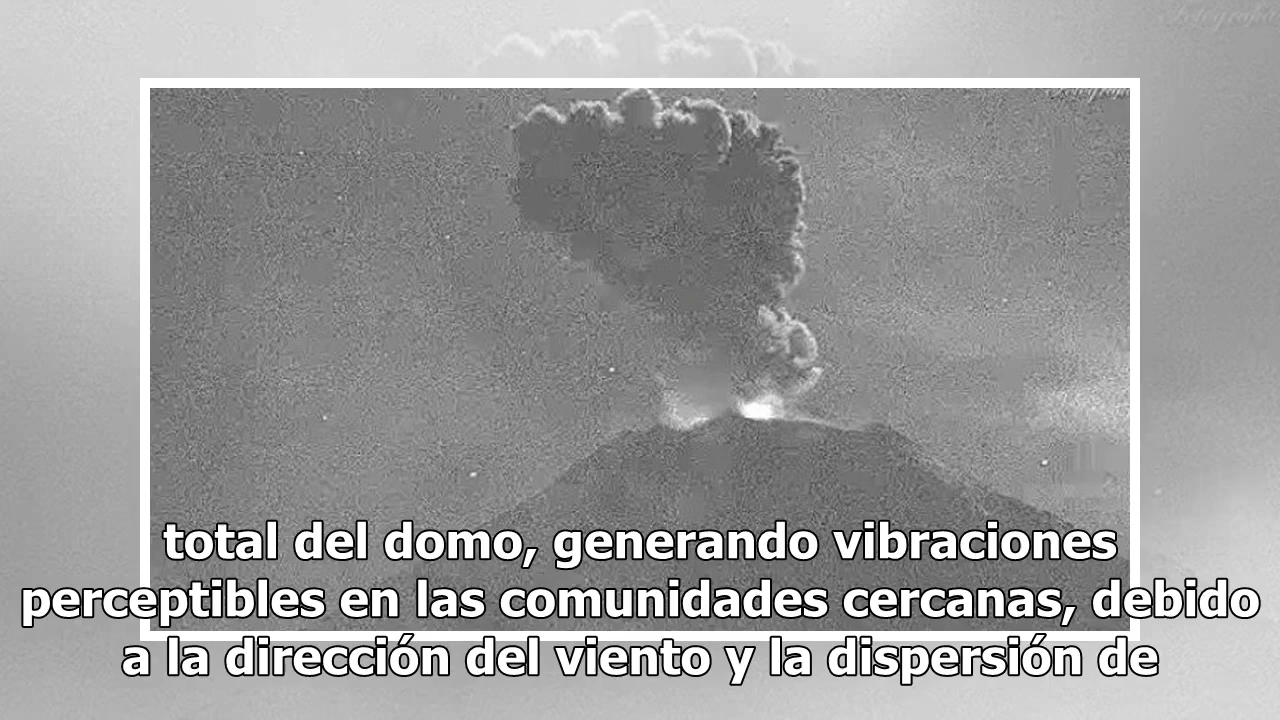 total del domo, generando vibraciones
perceptibles en las comunidades cercanas, debido
a la dirección del viento y la dispersión de